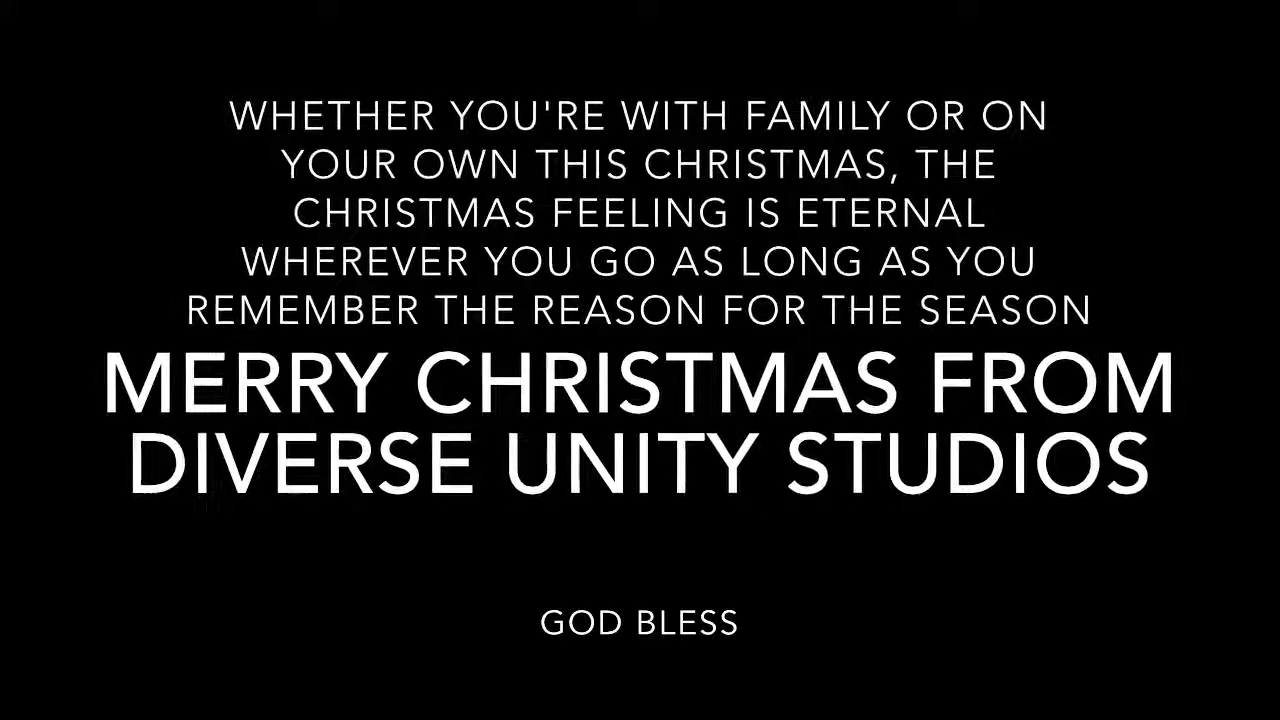 WHETHER YOU'RE WITH FAMILY OR ON
YOUR OWN THIS CHRISTMAS, THE
CHRISTMAS FEELING IS ETERNAL
WHEREVER YOU GO AS LONG AS YOU
REMEMBER THE REASON FOR THE SEASON
MERRY CHRISTMAS FROM
DIVERSE UNITY STUDIOS
GOD BLESS